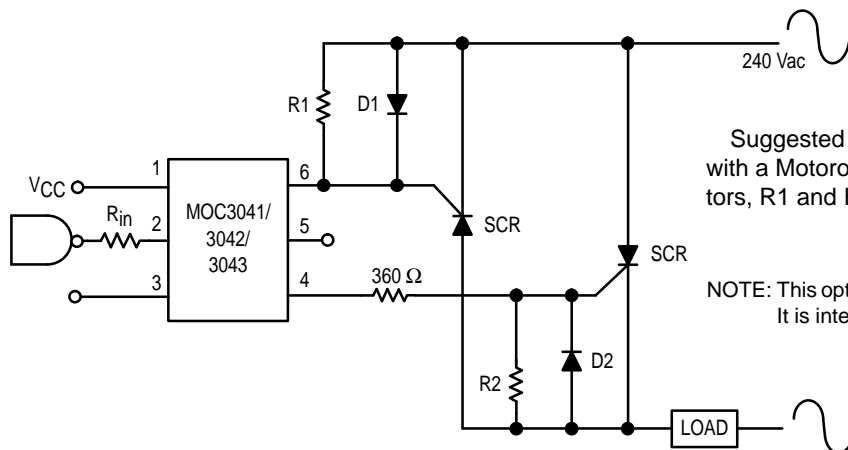 240 Vac
R1
D1
Suggested
with a Motoro
tors, R1 and
1
6
VCC
MOC3041/
3042/
3043
Rin
2
5
SCR
SCR
3
4
360 Ω
NOTE: This opt
It is inte
R2
D2
LOAD